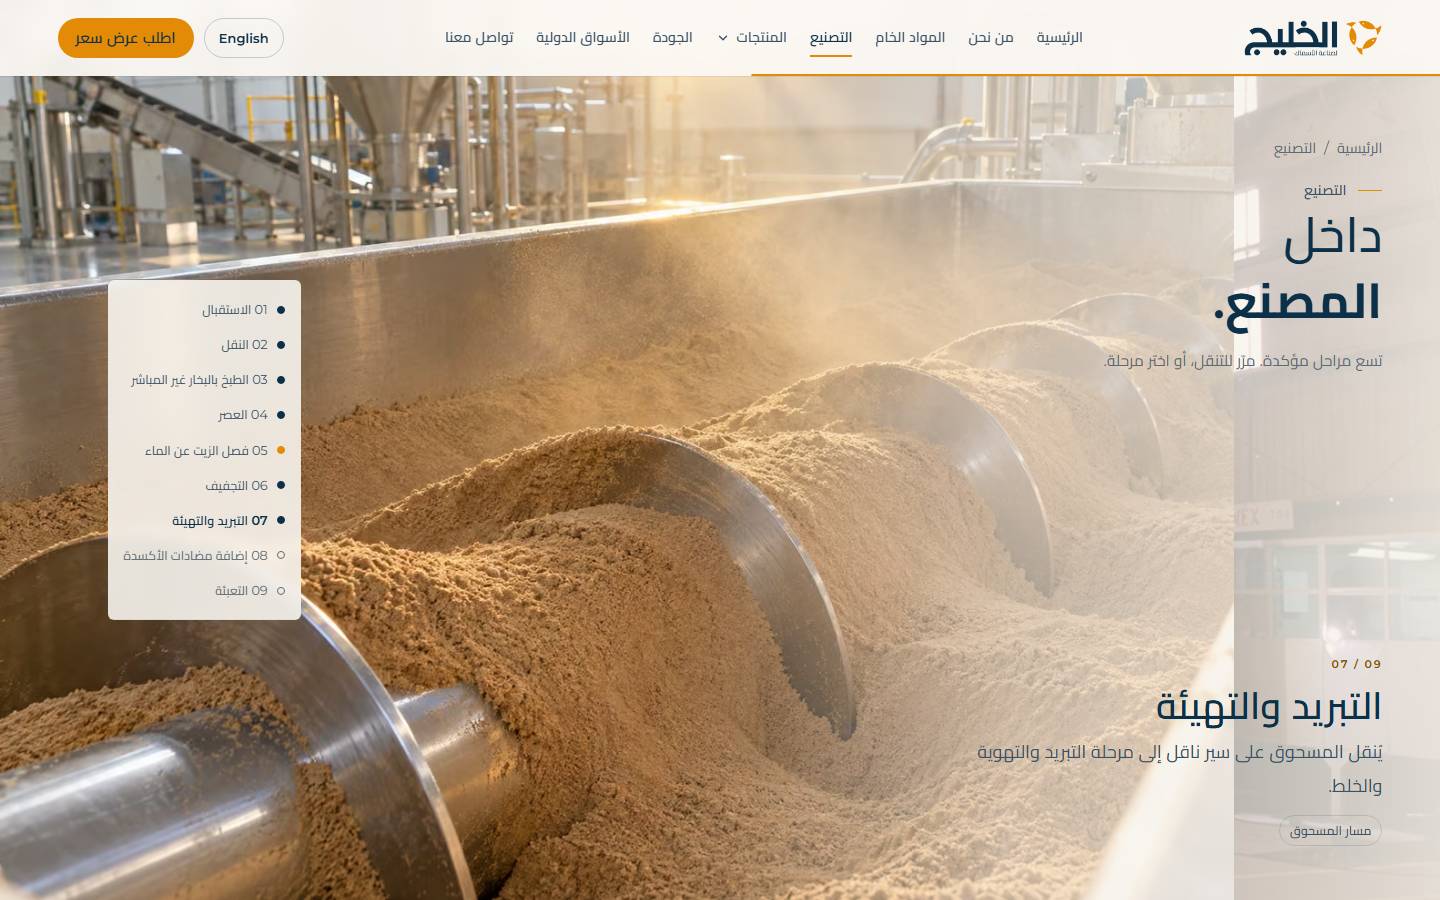 الخليج
لصناعة الأسماك
الرئيسية
من نحن
المواد الخام
التصنيع
المنتجات
الجودة
الأسواق الدولية
تواصل معنا
English
اطلب عرض سعر
الرئيسية / التصنيع
التصنيع
داخل
المصنع.
تسع مراحل مؤكدة. مرّر للتنقل، أو اختر مرحلة.
01 الاستقبال
02 النقل
03 الطبخ بالبخار غير المباشر
04 العصر
05 فصل الزيت عن الماء
06 التجفيف
07 التبريد والتهيئة
08 إضافة مضادات الأكسدة
09 التعبئة
07 / 09
التبريد والتهيئة
يُنقل المسحوق على سير ناقل إلى مرحلة التبريد والتهوية
والخلط.
مسار المسحوق